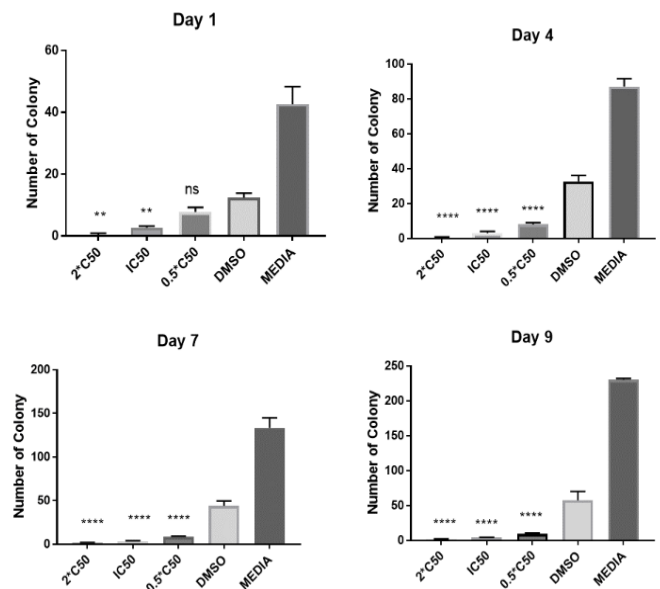 Day 1
Number of Colony
60
40
20
0
** ** ns
2*C50 IC50 0.5*C50 DMSO MEDIA
Day 4
Number of Colony
100
80
60
40
20
0
**** **** ****
2*C50 IC50 0.5*C50 DMSO MEDIA
Day 7
Number of Colony
200
150
100
50
0
**** **** ****
2*C50 IC50 0.5*C50 DMSO MEDIA
Day 9
Number of Colony
250
200
150
100
50
0
**** **** ****
2*C50 IC50 0.5*C50 DMSO MEDIA